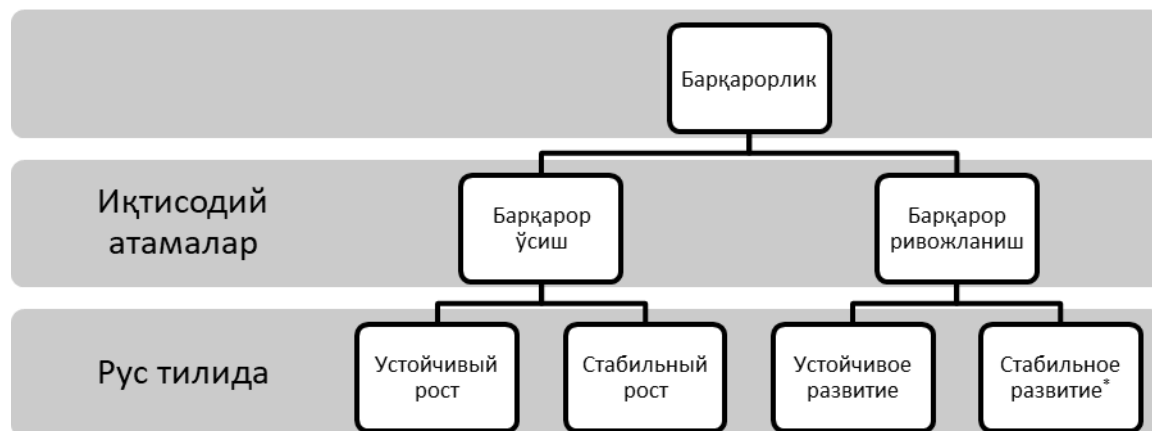 Барқарорлик
Иқтисодий
атамалар
Барқарор
ўсиш
Барқарор
ривожланиш
Рус тилида
Устойчивый
рост
Стабильный
рост
Устойчивое
развитие
Стабильное
развитие*